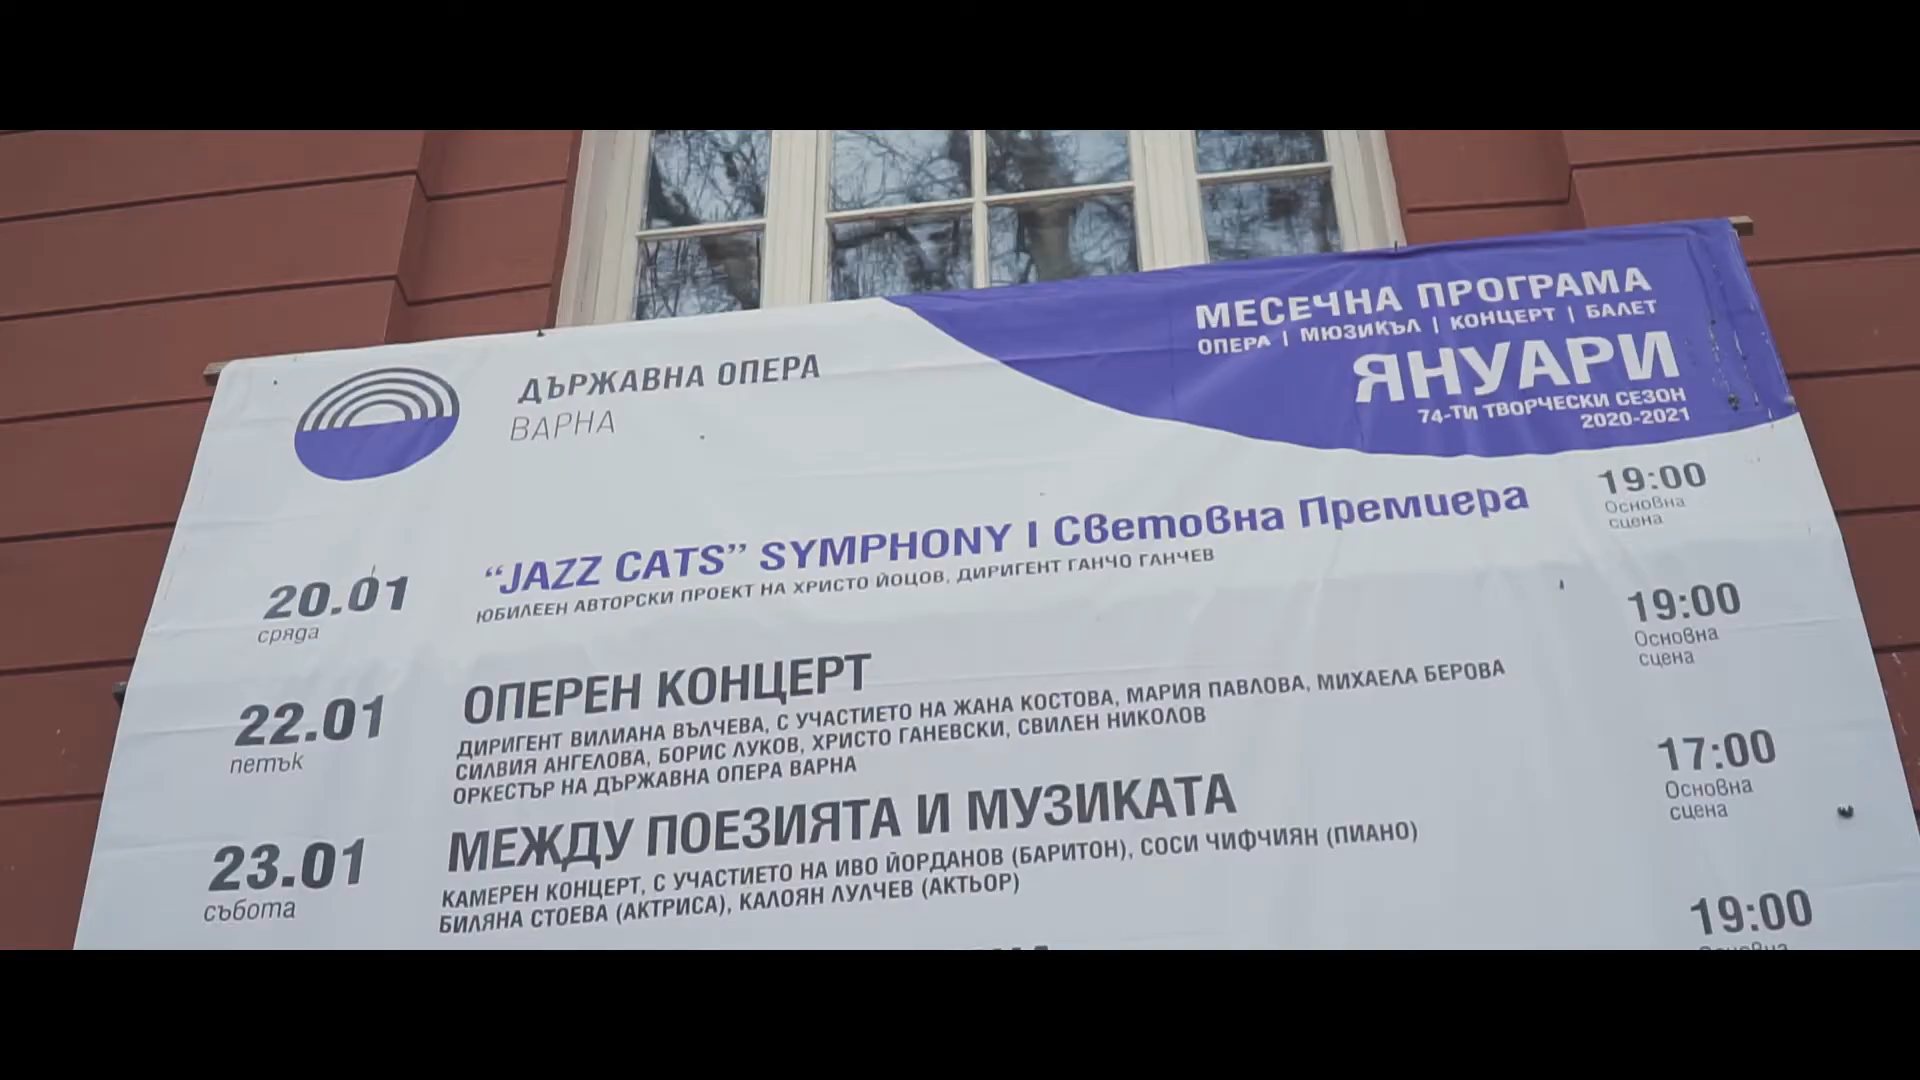 ДЪРЖАВНА ОПЕРА
ВАРНА
МЕСЕЧНА ПРОГРАМА
ОПЕРА | МЮЗИКЪЛ | КОНЦЕРТ | БАЛЕТ
ЯНУАРИ
74-ТИ ТВОРЧЕСКИ СЕЗОН
2020-2021
20.01
сряда
“JAZZ CATS” SYMPHONY I Световна Премиера
ЮБИЛЕЕН АВТОРСКИ ПРОЕКТ НА ХРИСТО ЙОЦОВ, ДИРИГЕНТ ГАНЧО ГАНЧЕВ
19:00
Основна
сцена
22.01
петък
ОПЕРЕН КОНЦЕРТ
ДИРИГЕНТ ВИЛИАНА ВЪЛЧЕВА, С УЧАСТИЕТО НА ЖАНА КОСТОВА, МАРИЯ ПАВЛОВА, МИХАЕЛА БЕРОВА
СИЛВИЯ АНГЕЛОВА, БОРИС ЛУКОВ, ХРИСТО ГАНЕВСКИ, СВИЛЕН НИКОЛОВ
ОРКЕСТЪР НА ДЪРЖАВНА ОПЕРА ВАРНА
19:00
Основна
сцена
23.01
събота
МЕЖДУ ПОЕЗИЯТА И МУЗИКАТА
КАМЕРЕН КОНЦЕРТ, С УЧАСТИЕТО НА ИВО ЙОРДАНОВ (БАРИТОН), СОСИ ЧИФЧИЯН (ПИАНО)
БИЛЯНА СТОЕВА (АКТРИСА), КАЛОЯН ЛУЛЧЕВ (АКТЬОР)
17:00
Основна
сцена
19:00